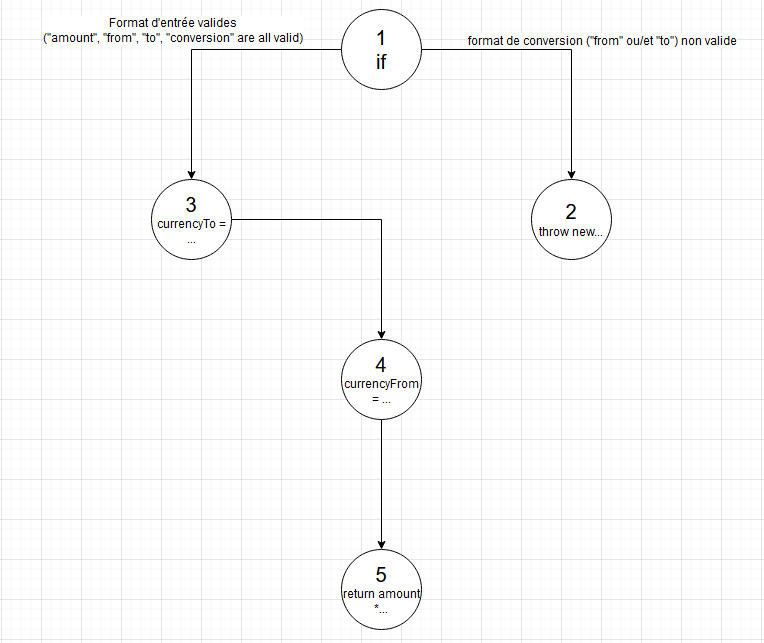 Format d'entrée valides
("amount", "from", "to", "conversion" are all valid)
1
if
format de conversion ("from" ou/et "to") non valide
3
currencyTo =
...
2
throw new...
4
currencyFrom
= ...
5
return amount
*...